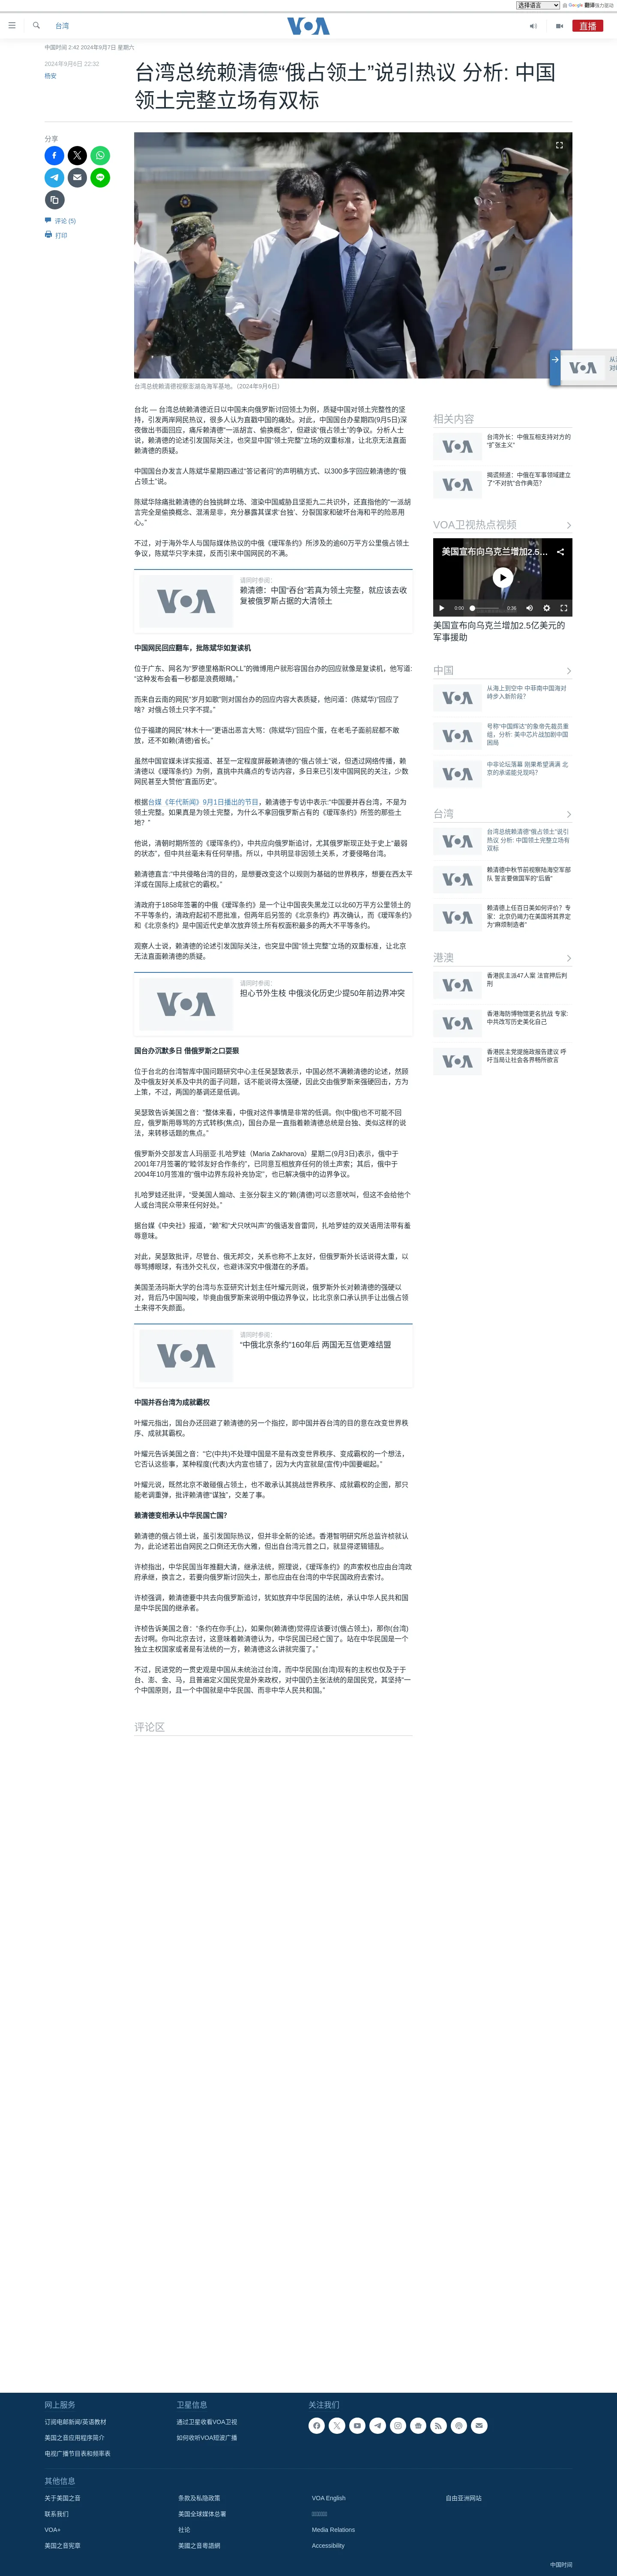 选择语言
由 Google 翻译强力驱动
台湾
VOA
直播
中国时间 2:42 2024年9月7日 星期六
2024年9月6日 22:32
杨安
台湾总统赖清德“俄占领土”说引热议 分析: 中国领土完整立场有双标
分享
评论 (5)
打印
台湾总统赖清德视察澎湖岛海军基地。（2024年9月6日）
台北 — 台湾总统赖清德近日以中国未向俄罗斯讨回领土为例，质疑中国对领土完整性的坚持，引发两岸网民热议，很多人认为直戳中国的痛处。对此，中国国台办星期四(9月5日)深夜做出书面回应，痛斥赖清德“一派胡言、偷换概念”，但避谈“俄占领土”的争议。分析人士说，赖清德的论述引发国际关注，也突显中国“领土完整”立场的双重标准，让北京无法直面赖清德的质疑。
中国国台办发言人陈斌华星期四通过“答记者问”的声明稿方式，以300多字回应赖清德的“俄占领土”说。
陈斌华除痛批赖清德的台独挑衅立场、渲染中国威胁且坚拒九二共识外，还直指他的“一派胡言完全是偷换概念、混淆是非，充分暴露其谋求‘台独’、分裂国家和破坏台海和平的险恶用心。”
不过，对于海外华人与国际媒体热议的中俄《瑷珲条约》所涉及的逾60万平方公里俄占领土争议，陈斌华只字未提，反而引来中国网民的不满。
请同时参阅：
赖清德：中国“吞台”若真为领土完整，就应该去收复被俄罗斯占据的大清领土
中国网民回应翻车，批陈斌华如复读机
位于广东、网名为“罗德里格斯ROLL”的微博用户就形容国台办的回应就像是复读机，他写道: “这种发布会看一秒都是浪费眼睛。”
而来自云南的网民“岁月如歌”则对国台办的回应内容大表质疑，他问道：(陈斌华)“回应了啥？对俄占领土只字不提。”
位于福建的网民“林木十一”更语出恶言大骂：(陈斌华)“回应个蛋，在老毛子面前屁都不敢放，还不如赖(清德)省长。”
虽然中国官媒未详实报道、甚至一定程度屏蔽赖清德的“俄占领土”说，但透过网络传播，赖清德以《瑷珲条约》为例，直挑中共痛点的专访内容，多日来已引发中国网民的关注，少数网民甚至大赞他“直面历史”。
根据台媒《年代新闻》9月1日播出的节目，赖清德于专访中表示:“中国要并吞台湾，不是为领土完整。如果真是为了领土完整，为什么不拿回俄罗斯占有的《瑷珲条约》所签的那些土地？ ”
他说，清朝时期所签的《瑷珲条约》，中共应向俄罗斯追讨，尤其俄罗斯现正处于史上“最弱的状态”，但中共丝毫未有任何举措。所以，中共明显非因领土关系，才要侵略台湾。
赖清德直言:“中共侵略台湾的目的，是想要改变这个以规则为基础的世界秩序，想要在西太平洋或在国际上成就它的霸权。”
清政府于1858年签署的中俄《瑷珲条约》是一个让中国丧失黑龙江以北60万平方公里领土的不平等条约，清政府起初不愿批准，但两年后另签的《北京条约》再次确认，而《瑷珲条约》和《北京条约》是中国近代史单次放弃领土所有权面积最多的两大不平等条约。
观察人士说，赖清德的论述引发国际关注，也突显中国“领土完整”立场的双重标准，让北京无法直面赖清德的质疑。
请同时参阅：
担心节外生枝 中俄淡化历史少提50年前边界冲突
国台办沉默多日 借俄罗斯之口耍狠
位于台北的台湾智库中国问题研究中心主任吴瑟致表示，中国必然不满赖清德的论述，然顾及中俄友好关系及中共的面子问题，话不能说得太强硬，因此交由俄罗斯来强硬回击，方为上策，不过，两国的基调还是低调。
吴瑟致告诉美国之音：“整体来看，中俄对这件事情是非常的低调。你(中俄)也不可能不回应，俄罗斯用辱骂的方式转移(焦点)，国台办是一直指着赖清德总统是台独、类似这样的说法，来转移话题的焦点。”
俄罗斯外交部发言人玛丽亚·扎哈罗娃（Maria Zakharova）星期二(9月3日)表示，俄中于2001年7月签署的“睦邻友好合作条约”，已同意互相放弃任何的领土声索；其后，俄中于2004年10月签准的“俄中边界东段补充协定”，也已解决俄中的边界争议。
扎哈罗娃还批评，“受美国人煽动、主张分裂主义的”赖(清德)可以恣意吠叫，但这不会给他个人或台湾民众带来任何好处。”
据台媒《中央社》报道，“赖”和“犬只吠叫声”的俄语发音雷同，扎哈罗娃的双关语用法带有羞辱意味。
对此，吴瑟致批评，尽管台、俄无邦交，关系也称不上友好，但俄罗斯外长话说得太重，以辱骂搏眼球，有违外交礼仪，也避讳深究中俄潜在的矛盾。
美国圣汤玛斯大学的台湾与东亚研究计划主任叶耀元则说，俄罗斯外长对赖清德的强硬以对，背后乃中国叫唆，毕竟由俄罗斯来说明中俄边界争议，比北京亲口承认拱手让出俄占领土来得不失颜面。
请同时参阅：
“中俄北京条约”160年后 两国无互信更难结盟
中国并吞台湾为成就霸权
叶耀元指出，国台办还回避了赖清德的另一个指控，即中国并吞台湾的目的意在改变世界秩序、成就其霸权。
叶耀元告诉美国之音：“它(中共)不处理中国是不是有改变世界秩序、变成霸权的一个想法，它否认这些事，某种程度(代表)大内宣也错了，因为大内宣就是(宣传)中国要崛起。”
叶耀元说，既然北京不敢碰俄占领土，也不敢承认其挑战世界秩序、成就霸权的企图，那只能老调重弹，批评赖清德“谋独”，交差了事。
赖清德变相承认中华民国亡国？
赖清德的俄占领土说，虽引发国际热议，但并非全新的论述。香港智明研究所总监许桢就认为，此论述若出自网民之口倒还无伤大雅，但出自台湾元首之口，就显得逻辑错乱。
许桢指出，中华民国当年推翻大清，继承法统，照理说，《瑷珲条约》的声索权也应由台湾政府承继，换言之，若要向俄罗斯讨回失土，那也应由在台湾的中华民国政府去索讨。
许桢强调，赖清德要中共去向俄罗斯追讨，犹如放弃中华民国的法统，承认中华人民共和国是中华民国的继承者。
许桢告诉美国之音：“条约在你手(上)，如果你(赖清德)觉得应该要讨(俄占领土)，那你(台湾)去讨啊。你叫北京去讨，这意味着赖清德认为，中华民国已经亡国了。站在中华民国是一个独立主权国家或者是有法统的一方，赖清德这么讲就完蛋了。”
不过，民进党的一贯史观是中国从未统治过台湾，而中华民国(台湾)现有的主权也仅及于于台、澎、金、马，且普遍定义国民党是外来政权，对中国仍主张法统的是国民党，其坚持“一个中国原则，且一个中国就是中华民国、而非中华人民共和国。”
评论区
相关内容
台湾外长：中俄互相支持对方的“扩张主义”
揭谎频道：中俄在军事领域建立了“不对抗”合作典范？
VOA卫视热点视频
美国宣布向乌克兰增加2.5…
0:00
0:36
美国宣布向乌克兰增加2.5亿美元的军事援助
中国
从海上到空中 中菲南中国海对峙步入新阶段?
号称“中国辉达”的象帝先裁员重组，分析: 美中芯片战加剧中国困局
中非论坛落幕 刚果希望满满 北京的承诺能兑现吗?
台湾
台湾总统赖清德“俄占领土”说引热议 分析: 中国领土完整立场有双标
赖清德中秋节前视察陆海空军部队 誓言要做国军的“后盾”
赖清德上任百日美如何评价？专家：北京仍竭力在美国将其界定为“麻烦制造者”
港澳
香港民主派47人案 法官押后判刑
香港海防博物馆更名抗战 专家: 中共改写历史美化自己
香港民主党提施政报告建议 呼吁当局让社会各界畅所欲言
网上服务
订阅电邮新闻/英语教材
美国之音应用程序简介
电视广播节目表和频率表
卫星信息
通过卫星收看VOA卫视
如何收听VOA短波广播
关注我们
其他信息
关于美国之音
条款及私隐政策
VOA English
自由亚洲网站
联系我们
美国全球媒体总署
VOA+
社论
Media Relations
美国之音宪章
美國之音粵語網
Accessibility
中国时间